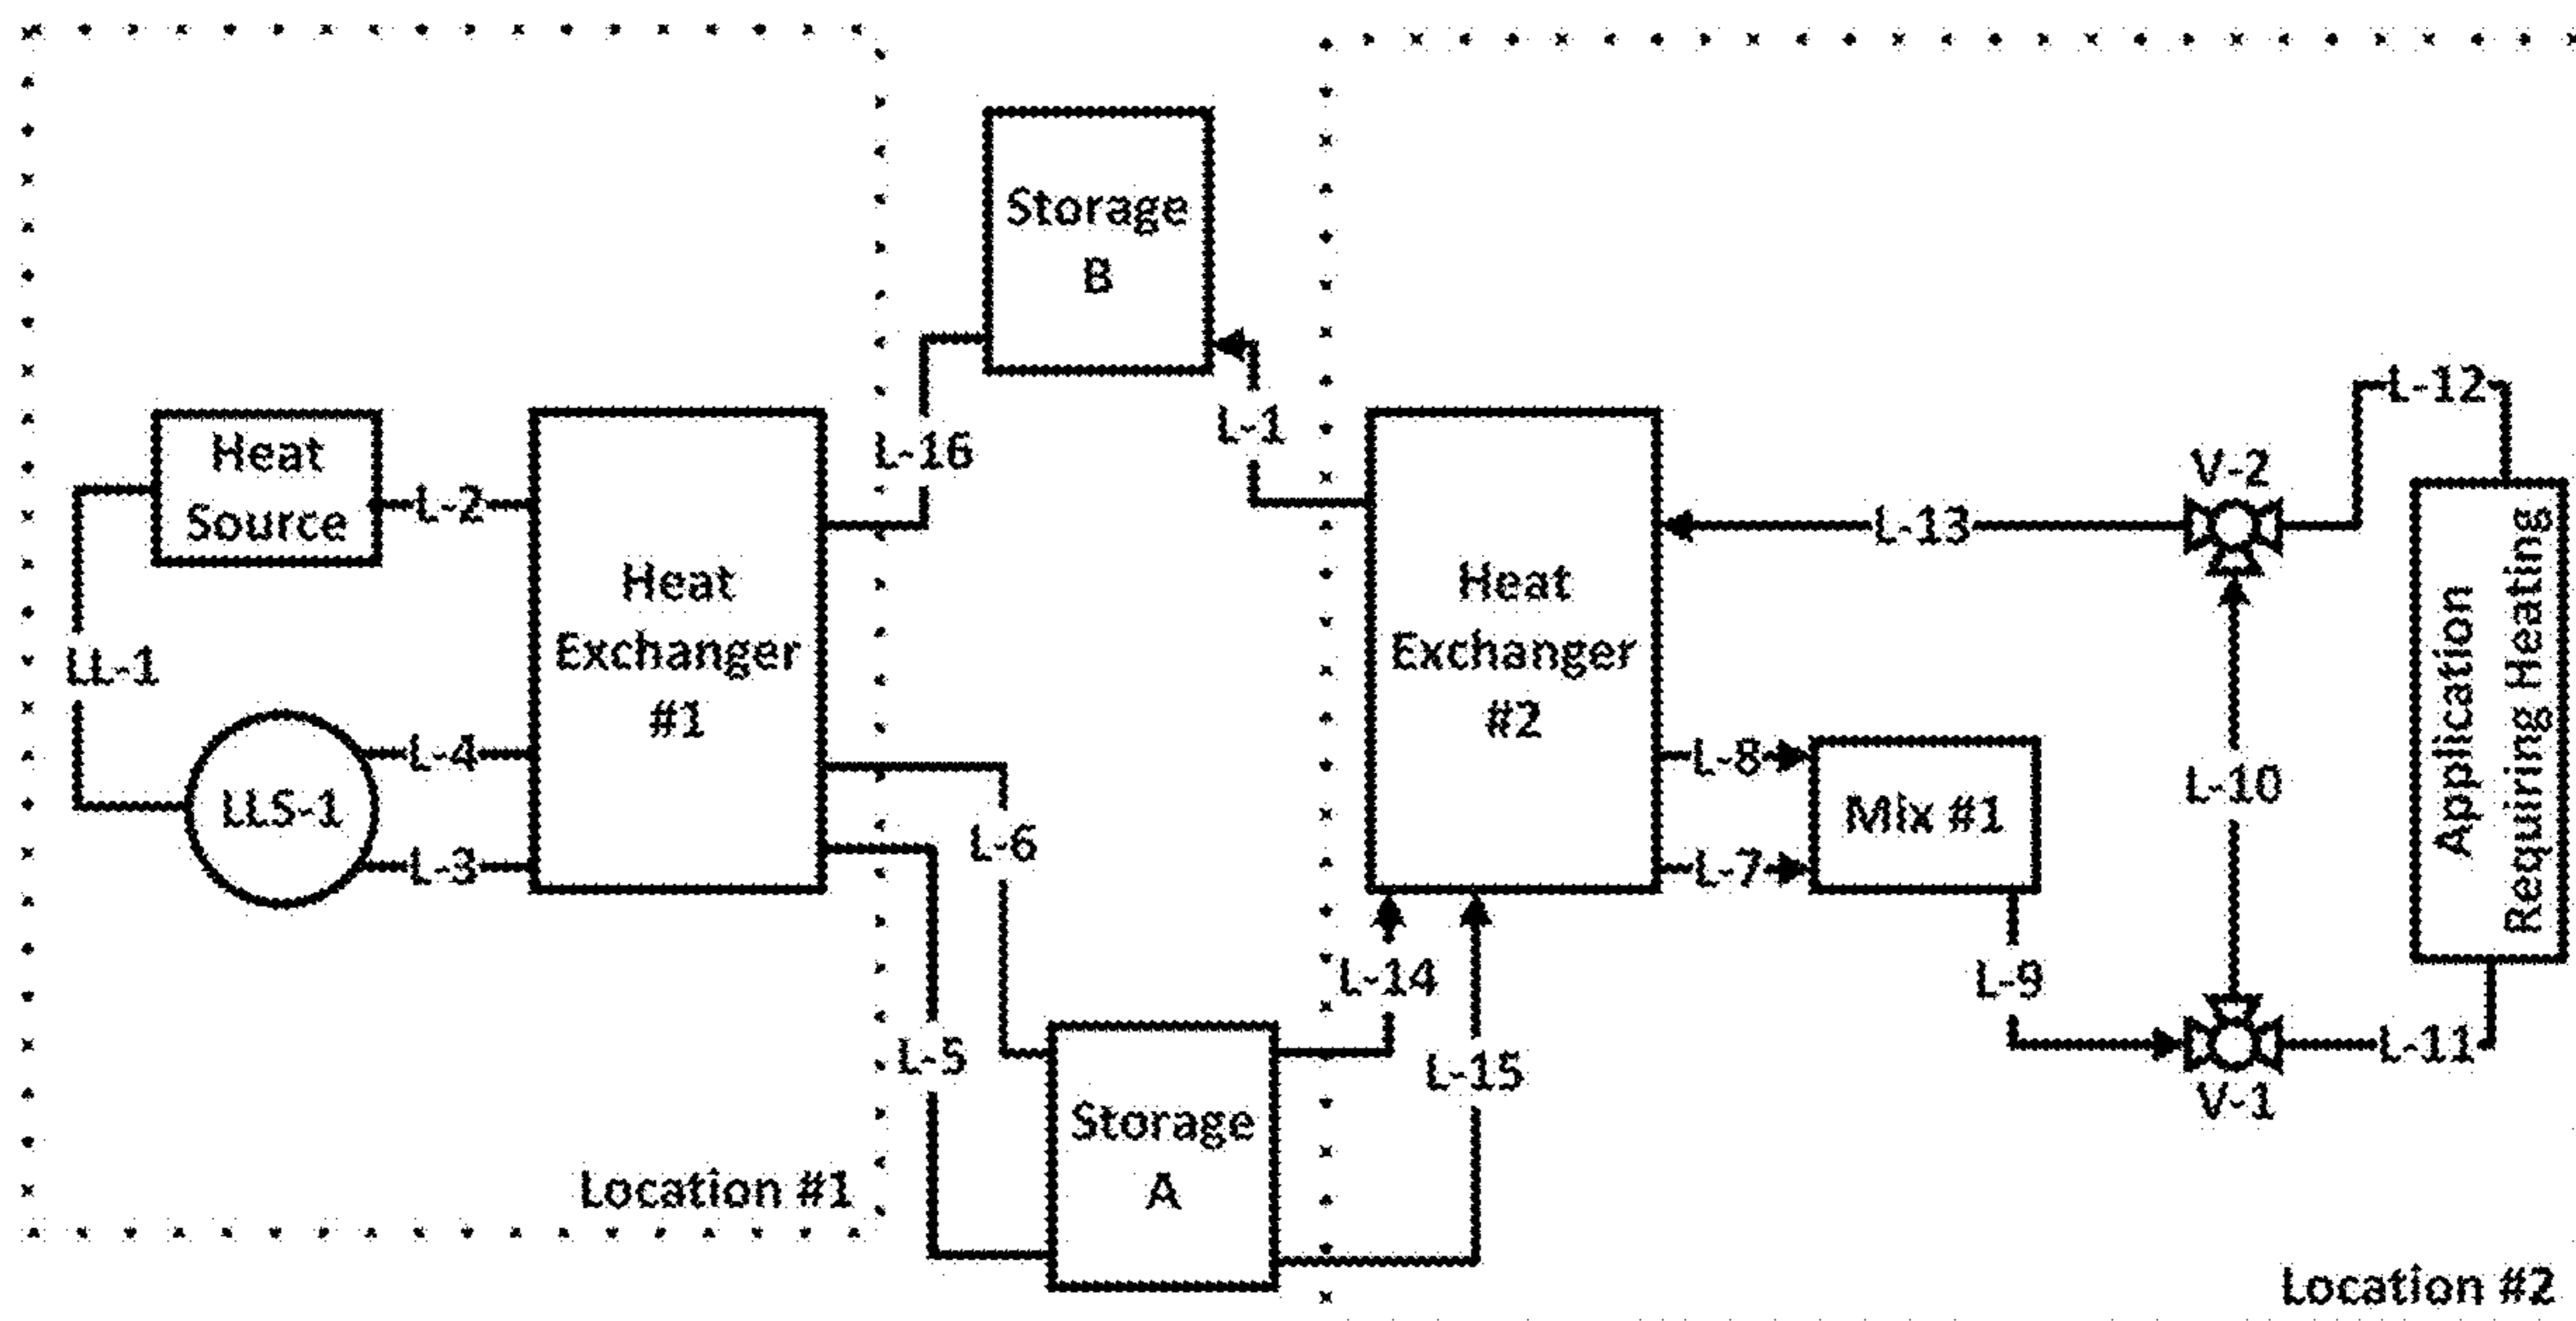 Storage
B
L-16
L-1
L-12
Heat
Source
L-2
V-2
L-13
Heat
Exchanger
#1
Heat
Exchanger
#2
LL-1
L-4
LLS-1
L-3
L-6
L-8
Mix #1
L-7
L-10
Application
Requiring Heating
L-5
L-14
L-15
L-9
L-11
V-1
Storage
A
Location #1
Location #2